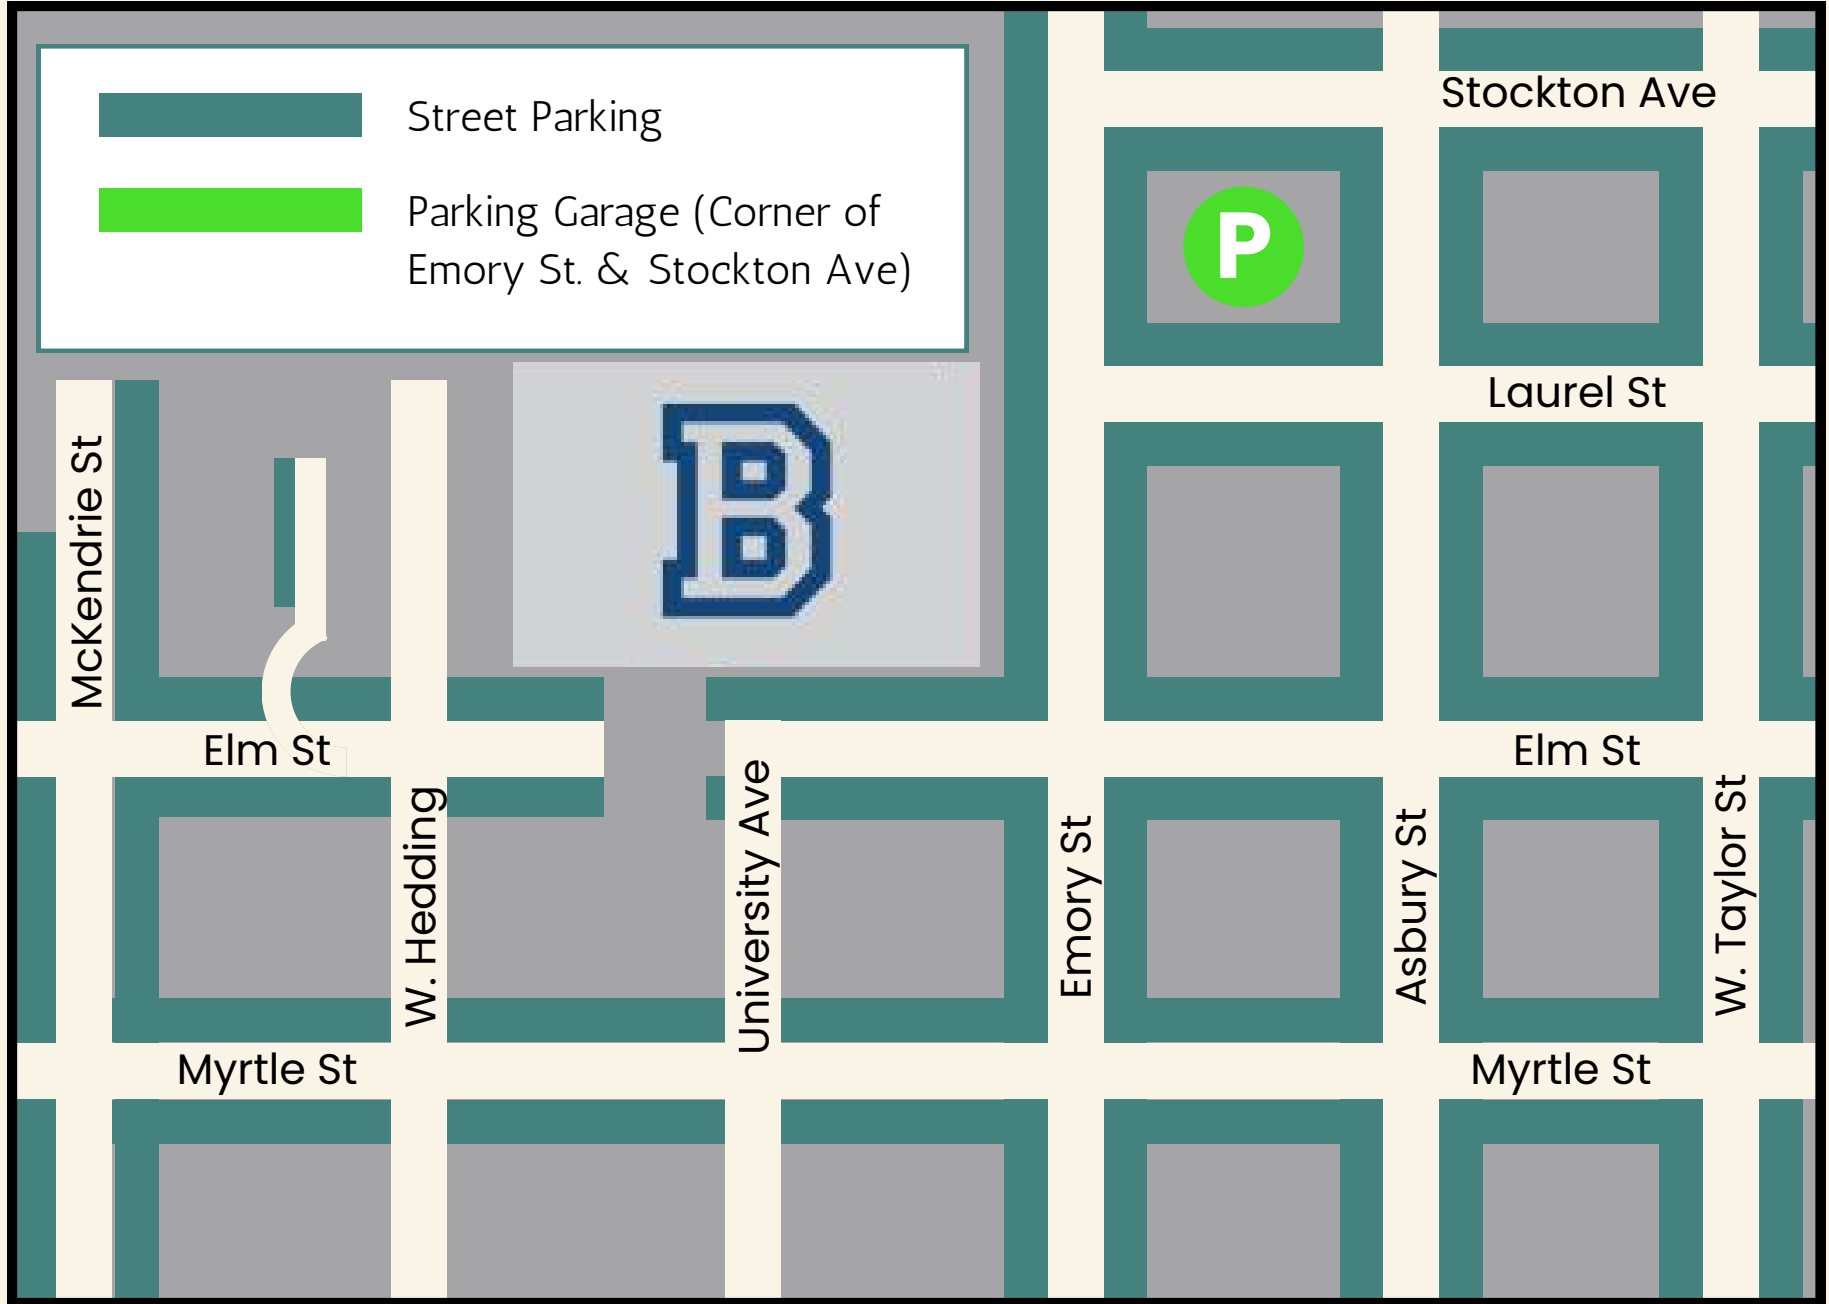 Street Parking
Parking Garage (Corner of
Emory St. & Stockton Ave)
Stockton Ave
P
Laurel St
B
McKendrie St
Elm St
Elm St
W. Hedding
University Ave
Emory St
Asbury St
W. Taylor St
Myrtle St
Myrtle St